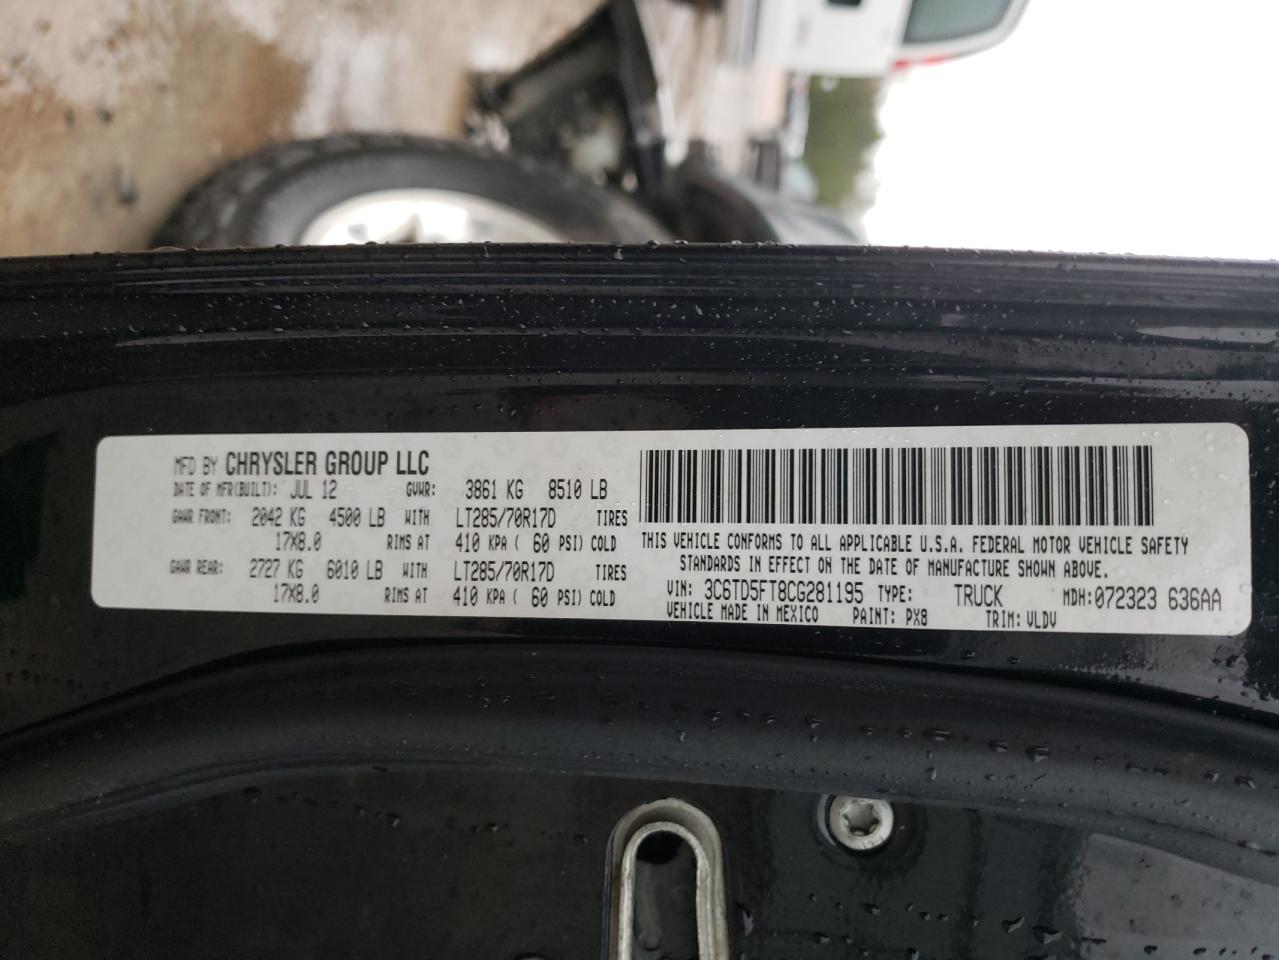 MFD BY CHRYSLER GROUP LLC
DATE OF MFR(BUILT): JUL 12 GVWR: 3861 KG 8510 LB
GAWR FRONT: 2042 KG 4500 LB WITH LT285/70R17D TIRES
17X8.0 RIMS AT 410 KPA ( 60 PSI) COLD
GAWR REAR: 2727 KG 6010 LB WITH LT285/70R17D TIRES
17X8.0 RIMS AT 410 KPA ( 60 PSI) COLD
THIS VEHICLE CONFORMS TO ALL APPLICABLE U.S.A. FEDERAL MOTOR VEHICLE SAFETY
STANDARDS IN EFFECT ON THE DATE OF MANUFACTURE SHOWN ABOVE.
VIN: 3C6TD5FT8CG281195 TYPE: TRUCK MDH:072323 636AA
VEHICLE MADE IN MEXICO PAINT: PX8 TRIM: VLDV